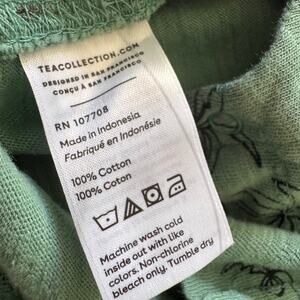 TEACOLLECTION.COM
DESIGNED IN SAN FRANCISCO
CONÇU À SAN FRANCISCO
RN 107708
Made in Indonesia
Fabriqué en Indonésie
100% Cotton
100% Coton
Machine wash cold
inside out with like
colors. Non-chlorine
bleach only. Tumble dry